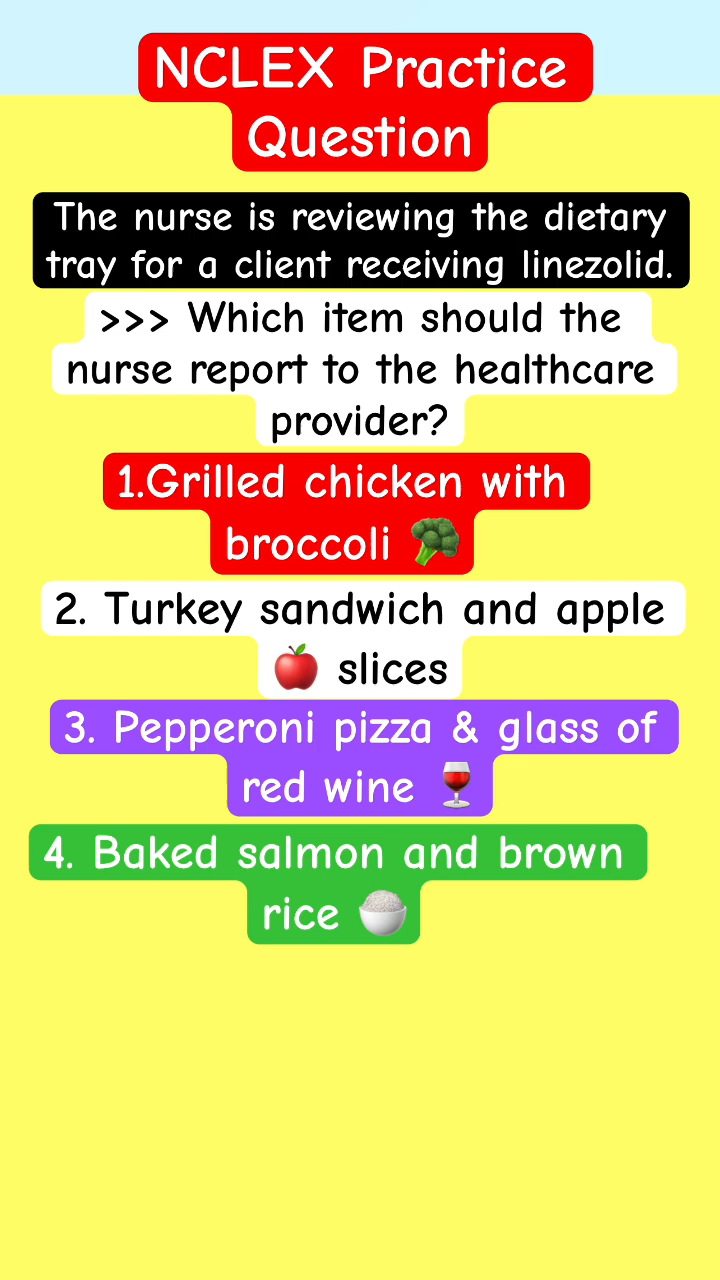 NCLEX Practice
Question
The nurse is reviewing the dietary
tray for a client receiving linezolid.
>>> Which item should the
nurse report to the healthcare
provider?
1.Grilled chicken with
broccoli 🥦
2. Turkey sandwich and apple
🍎 slices
3. Pepperoni pizza & glass of
red wine 🍷
4. Baked salmon and brown
rice 🍚